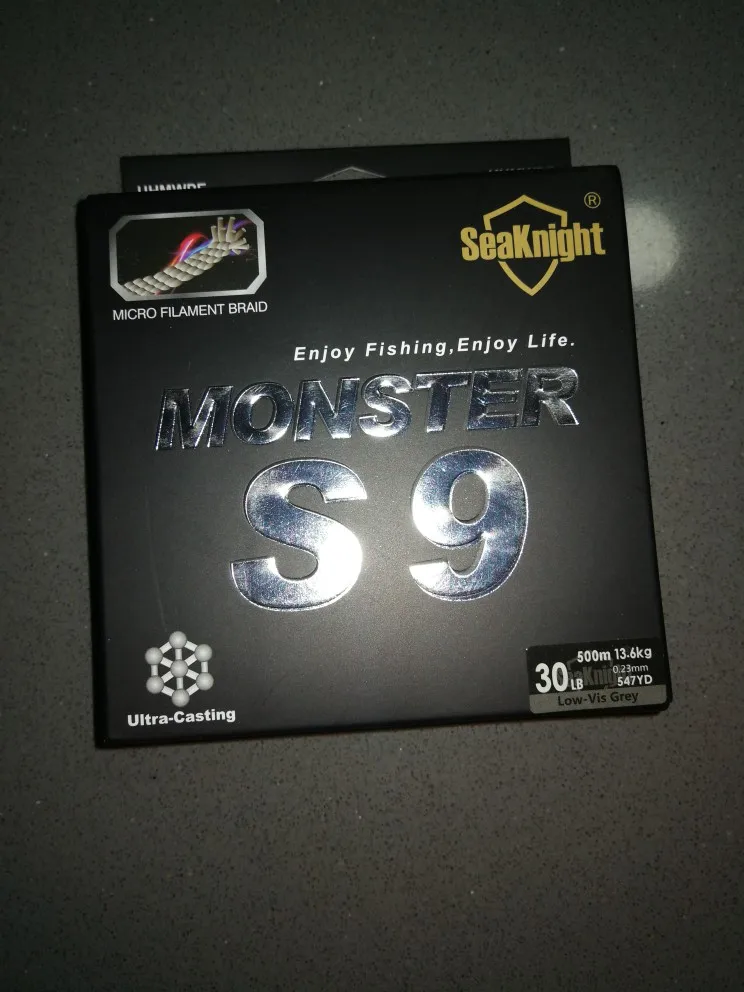 UHMWPE
SeaKnight®
MICRO FILAMENT BRAID
Enjoy Fishing,Enjoy Life.
MONSTER
S9
Ultra-Casting
500m 13.6kg
30LB
0.23mm
547YD
Low-Vis Grey